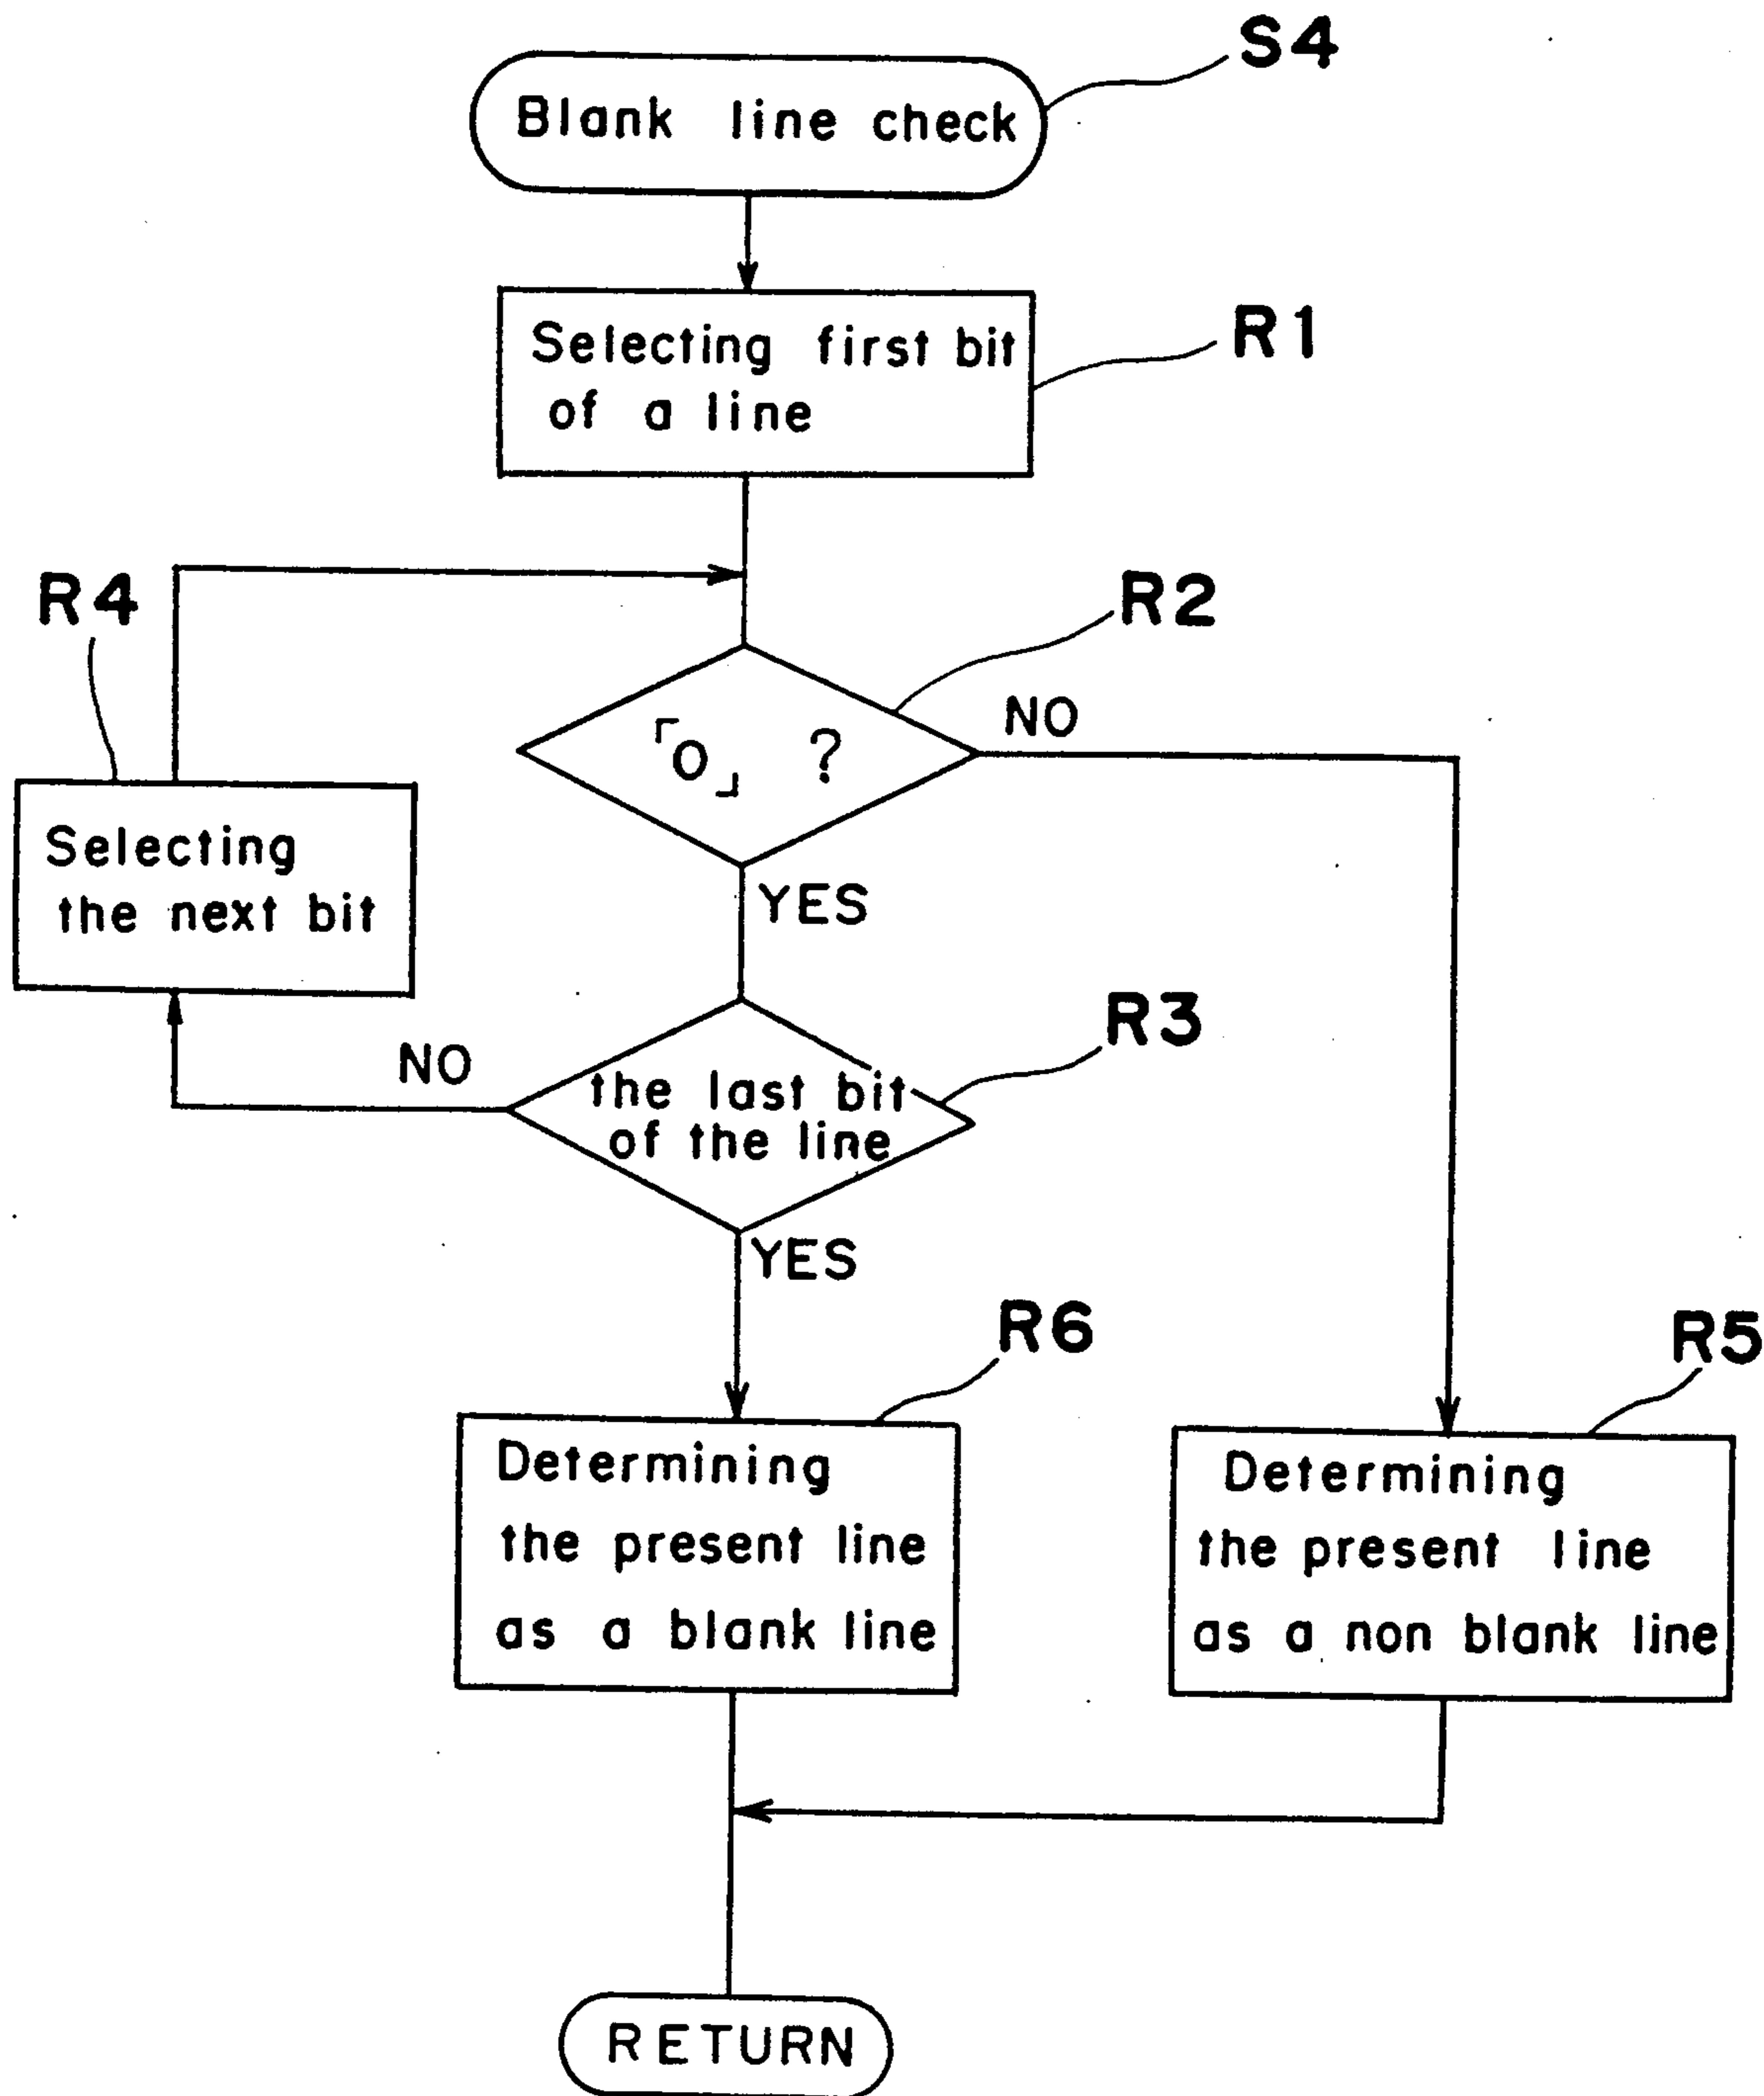 S4
Blank line check
R1
Selecting first bit
of a line
R4
R2
「0」 ?
NO
Selecting
the next bit
YES
R3
NO
the last bit
of the line
YES
R6
R5
Determining
the present line
as a blank line
Determining
the present line
as a non blank line
RETURN